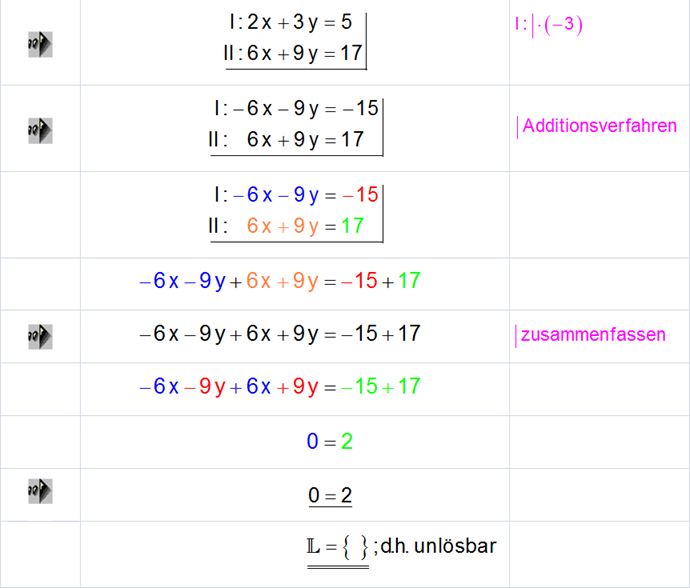 I: 2x + 3y = 5
I: | · (−3)
II: 6x + 9y = 17
I: −6x − 9y = −15
| Additionsverfahren
II: 6x + 9y = 17
I: −6x − 9y = −15
II: 6x + 9y = 17
−6x − 9y + 6x + 9y = −15 + 17
−6x − 9y + 6x + 9y = −15 + 17
| zusammenfassen
−6x − 9y + 6x + 9y = −15 + 17
0 = 2
0 = 2
𝕃 = { } ; d.h. unlösbar